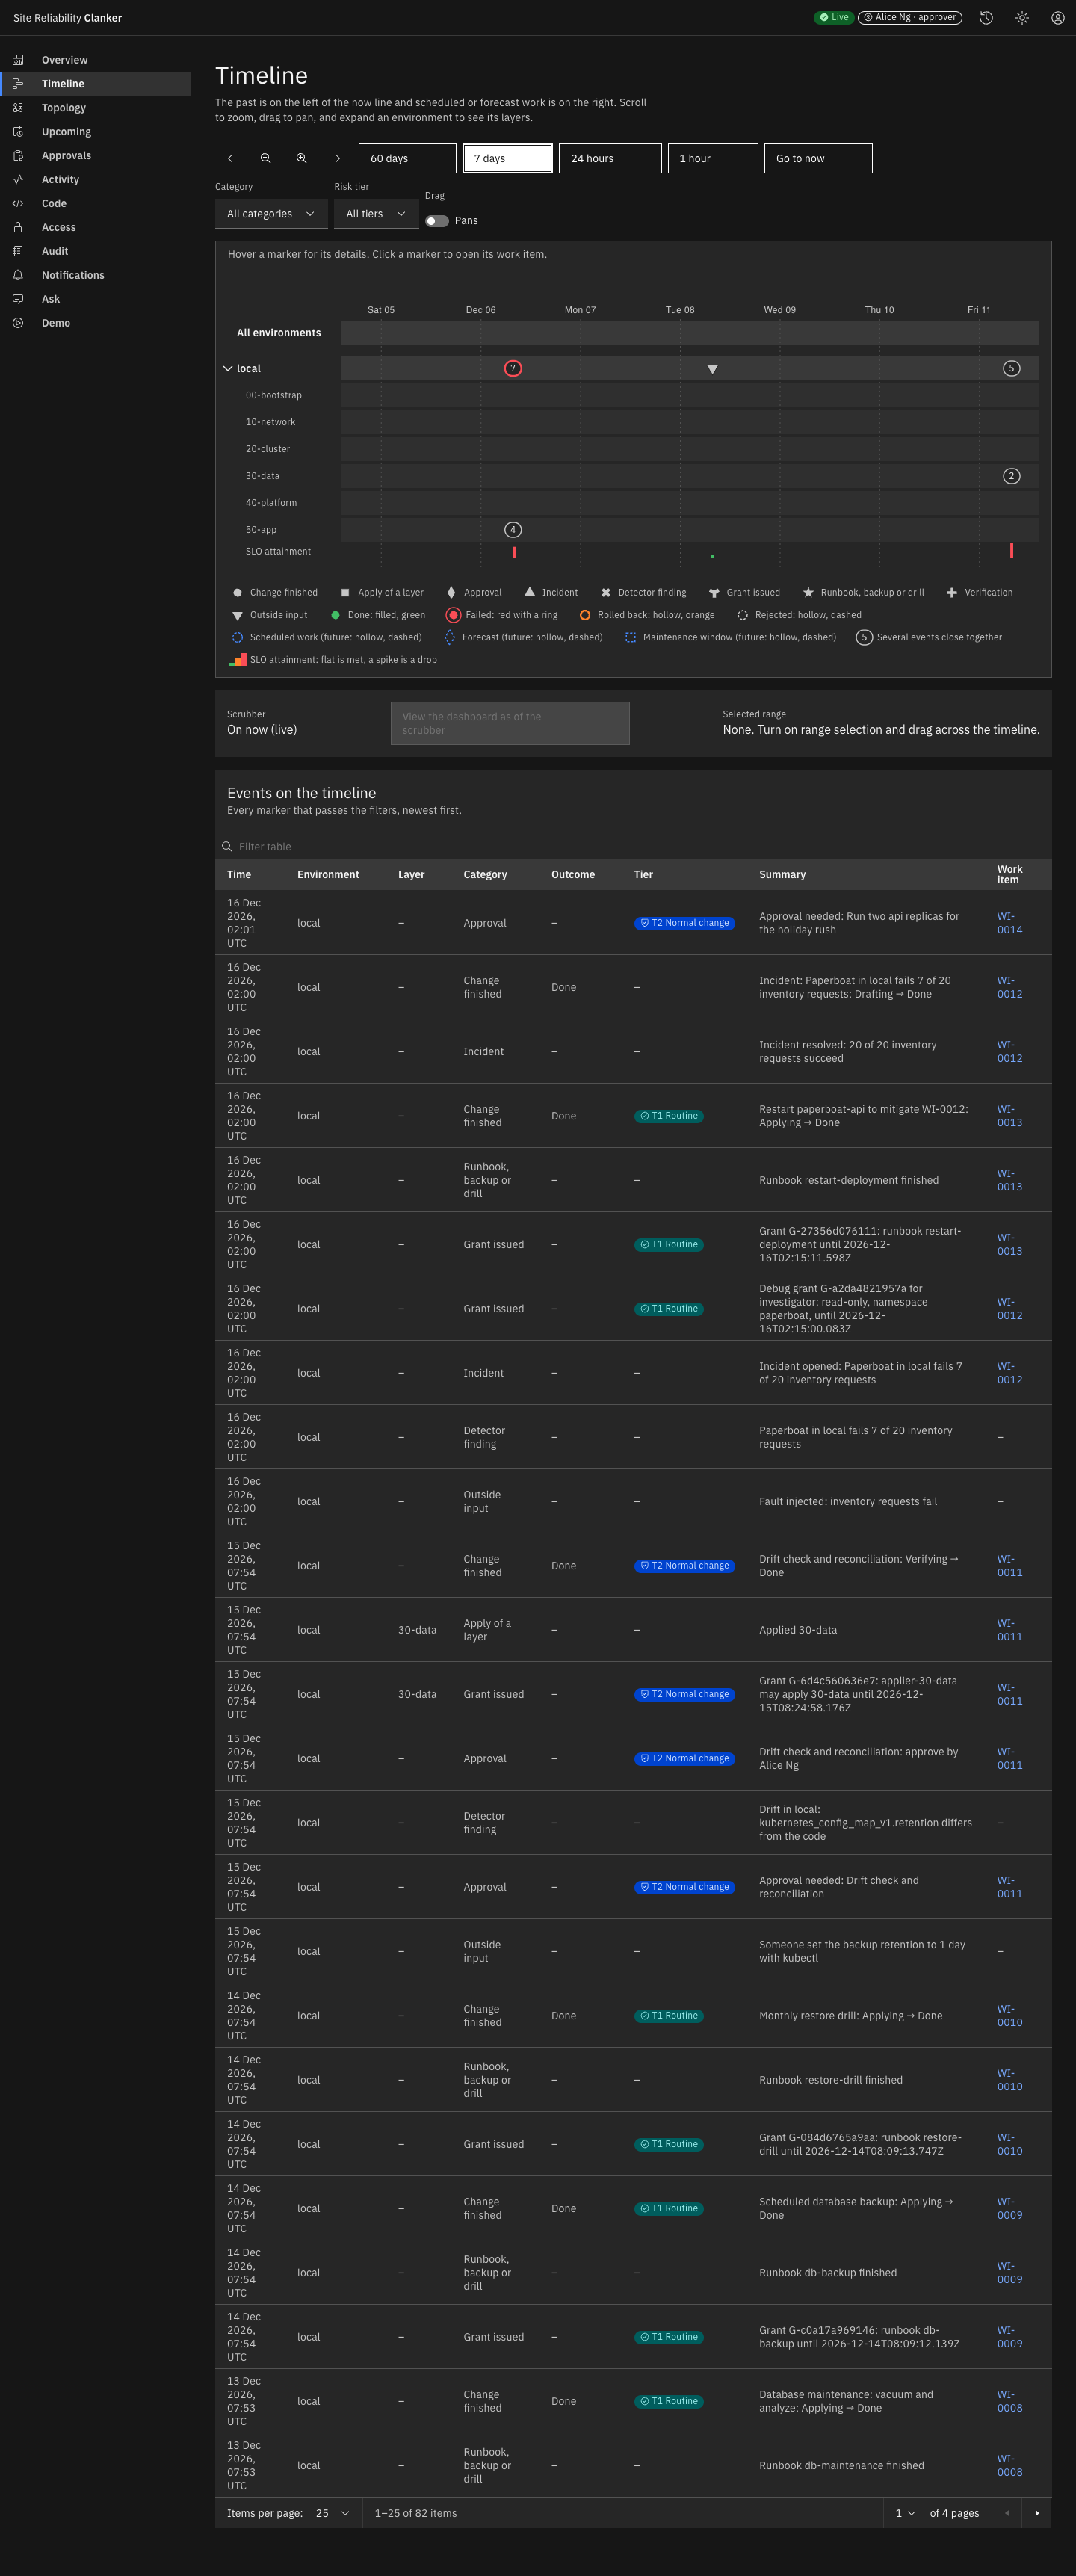 Site Reliability Clanker
Live
Alice Ng · approver
Overview
Timeline
Topology
Upcoming
Approvals
Activity
Code
Access
Audit
Notifications
Ask
Demo
Timeline
The past is on the left of the now line and scheduled or forecast work is on the right. Scroll
to zoom, drag to pan, and expand an environment to see its layers.
60 days
7 days
24 hours
1 hour
Go to now
Category
All categories
Risk tier
All tiers
Drag
Pans
Hover a marker for its details. Click a marker to open its work item.
Sat 05 Dec 06 Mon 07 Tue 08 Wed 09 Thu 10 Fri 11
All environments
local 7 5
00-bootstrap
10-network
20-cluster
30-data 2
40-platform
50-app 4
SLO attainment
Change finished Apply of a layer Approval Incident Detector finding Grant issued Runbook, backup or drill Verification
Outside input Done: filled, green Failed: red with a ring Rolled back: hollow, orange Rejected: hollow, dashed
Scheduled work (future: hollow, dashed) Forecast (future: hollow, dashed) Maintenance window (future: hollow, dashed) 5 Several events close together
SLO attainment: flat is met, a spike is a drop
Scrubber
On now (live)
View the dashboard as of the
scrubber
Selected range
None. Turn on range selection and drag across the timeline.
Events on the timeline
Every marker that passes the filters, newest first.
Filter table
Time Environment Layer Category Outcome Tier Summary Work item
16 Dec 2026, 02:01 UTC local – Approval – T2 Normal change Approval needed: Run two api replicas for the holiday rush WI-0014
16 Dec 2026, 02:00 UTC local – Change finished Done – Incident: Paperboat in local fails 7 of 20 inventory requests: Drafting → Done WI-0012
16 Dec 2026, 02:00 UTC local – Incident – – Incident resolved: 20 of 20 inventory requests succeed WI-0012
16 Dec 2026, 02:00 UTC local – Change finished Done T1 Routine Restart paperboat-api to mitigate WI-0012: Applying → Done WI-0013
16 Dec 2026, 02:00 UTC local – Runbook, backup or drill – – Runbook restart-deployment finished WI-0013
16 Dec 2026, 02:00 UTC local – Grant issued – T1 Routine Grant G-27356d076111: runbook restart-deployment until 2026-12-16T02:15:11.598Z WI-0013
16 Dec 2026, 02:00 UTC local – Grant issued – T1 Routine Debug grant G-a2da4821957a for investigator: read-only, namespace paperboat, until 2026-12-16T02:15:00.083Z WI-0012
16 Dec 2026, 02:00 UTC local – Incident – – Incident opened: Paperboat in local fails 7 of 20 inventory requests WI-0012
16 Dec 2026, 02:00 UTC local – Detector finding – – Paperboat in local fails 7 of 20 inventory requests –
16 Dec 2026, 02:00 UTC local – Outside input – – Fault injected: inventory requests fail –
15 Dec 2026, 07:54 UTC local – Change finished Done T2 Normal change Drift check and reconciliation: Verifying → Done WI-0011
15 Dec 2026, 07:54 UTC local 30-data Apply of a layer – – Applied 30-data WI-0011
15 Dec 2026, 07:54 UTC local 30-data Grant issued – T2 Normal change Grant G-6d4c560636e7: applier-30-data may apply 30-data until 2026-12-15T08:24:58.176Z WI-0011
15 Dec 2026, 07:54 UTC local – Approval – T2 Normal change Drift check and reconciliation: approve by Alice Ng WI-0011
15 Dec 2026, 07:54 UTC local – Detector finding – – Drift in local: kubernetes_config_map_v1.retention differs from the code –
15 Dec 2026, 07:54 UTC local – Approval – T2 Normal change Approval needed: Drift check and reconciliation WI-0011
15 Dec 2026, 07:54 UTC local – Outside input – – Someone set the backup retention to 1 day with kubectl –
14 Dec 2026, 07:54 UTC local – Change finished Done T1 Routine Monthly restore drill: Applying → Done WI-0010
14 Dec 2026, 07:54 UTC local – Runbook, backup or drill – – Runbook restore-drill finished WI-0010
14 Dec 2026, 07:54 UTC local – Grant issued – T1 Routine Grant G-084d6765a9aa: runbook restore-drill until 2026-12-14T08:09:13.747Z WI-0010
14 Dec 2026, 07:54 UTC local – Change finished Done T1 Routine Scheduled database backup: Applying → Done WI-0009
14 Dec 2026, 07:54 UTC local – Runbook, backup or drill – – Runbook db-backup finished WI-0009
14 Dec 2026, 07:54 UTC local – Grant issued – T1 Routine Grant G-c0a17a969146: runbook db-backup until 2026-12-14T08:09:12.139Z WI-0009
13 Dec 2026, 07:53 UTC local – Change finished Done T1 Routine Database maintenance: vacuum and analyze: Applying → Done WI-0008
13 Dec 2026, 07:53 UTC local – Runbook, backup or drill – – Runbook db-maintenance finished WI-0008
Items per page: 25 1–25 of 82 items 1 of 4 pages